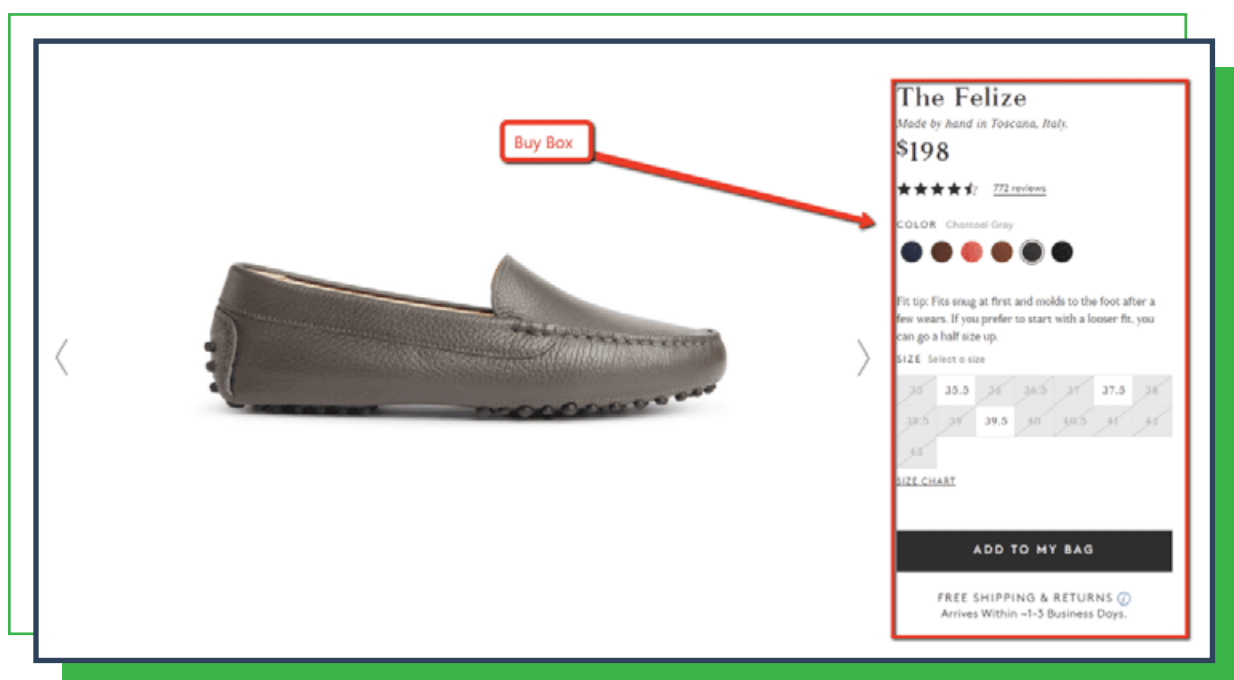 Buy Box
The Felize
Made by hand in Toscana, Italy.
$198
772 reviews
COLOR Charcoal Gray
Fit tip: Fits snug at first and molds to the foot after a
few wears. If you prefer to start with a looser fit, you
can go a half size up.
SIZE Select a size
35 35.5 36 36.5 37 37.5 38
38.5 39 39.5 40 40.5 41 42
43
SIZE CHART
ADD TO MY BAG
FREE SHIPPING & RETURNS i
Arrives Within ~1-3 Business Days.